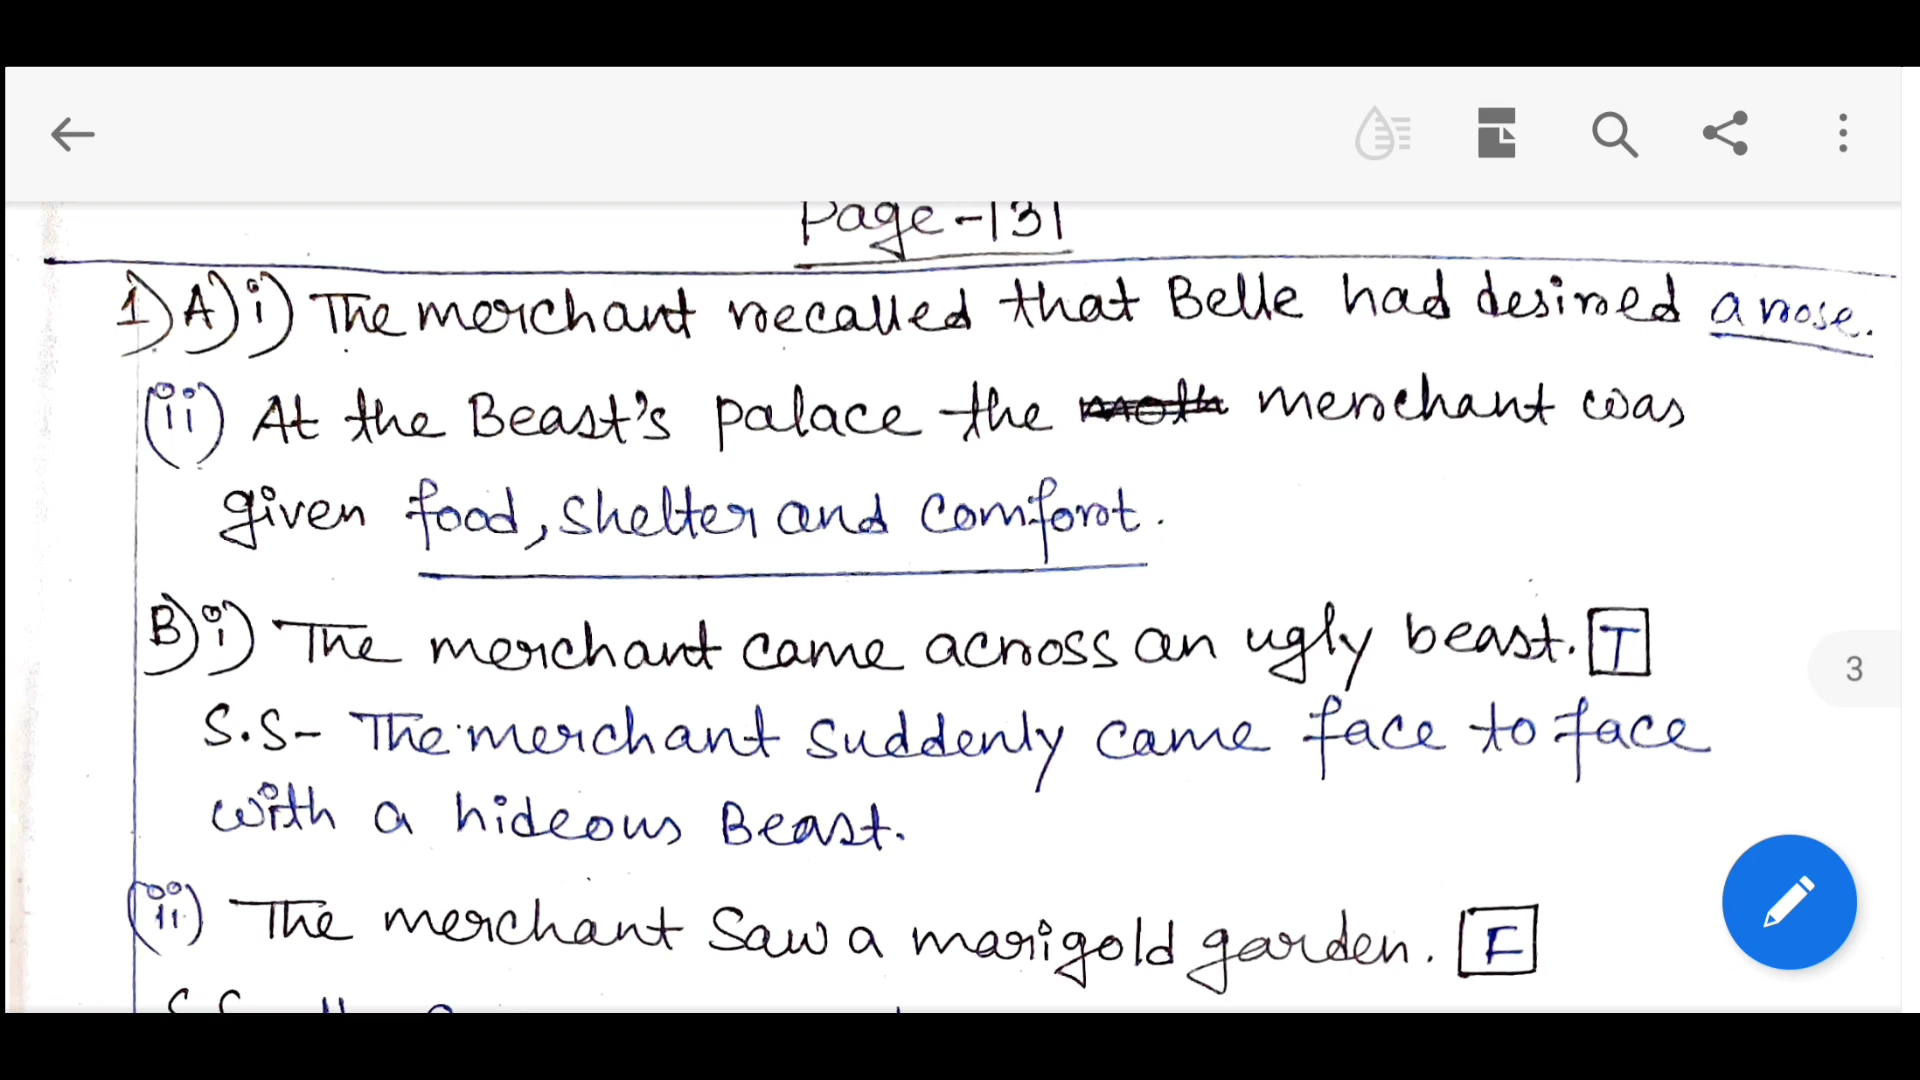 Page-131
1) A) i) The merchant recalled that Belle had desired a rose.
(ii) At the Beast's palace the merchant was
given food, shelter and comfort.
B) i) The merchant came across an ugly beast. T
S.S- The merchant suddenly came face to face
3
with a hideous Beast.
(ii) The merchant saw a marigold garden. F